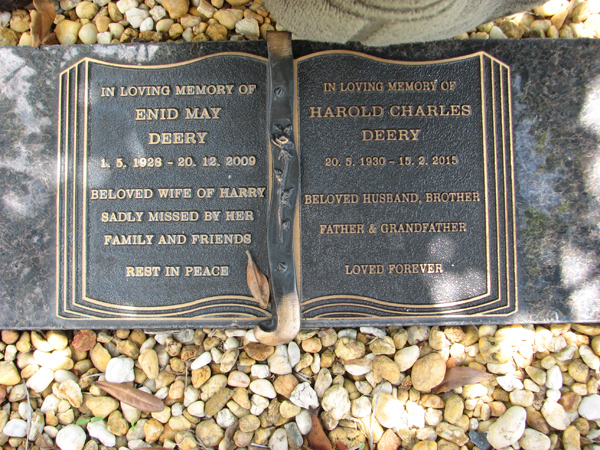 IN LOVING MEMORY OF
ENID MAY
DEERY
1. 5. 1928 - 20. 12. 2009
BELOVED WIFE OF HARRY
SADLY MISSED BY HER
FAMILY AND FRIENDS
REST IN PEACE
IN LOVING MEMORY OF
HAROLD CHARLES
DEERY
20. 5. 1930 - 15. 2. 2015
BELOVED HUSBAND, BROTHER
FATHER & GRANDFATHER
LOVED FOREVER